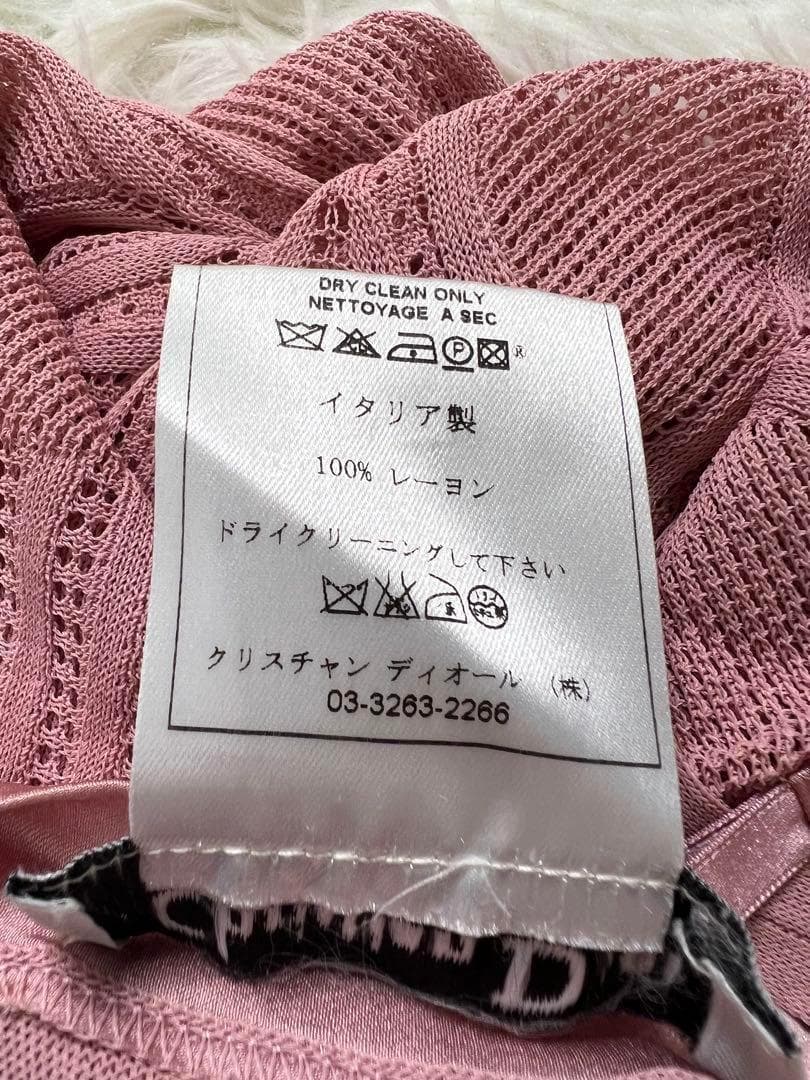 DRY CLEAN ONLY
NETTOYAGE A SEC
イタリア製
100% レーヨン
ドライクリーニングして下さい
クリスチャン ディオール (株)
03-3263-2266